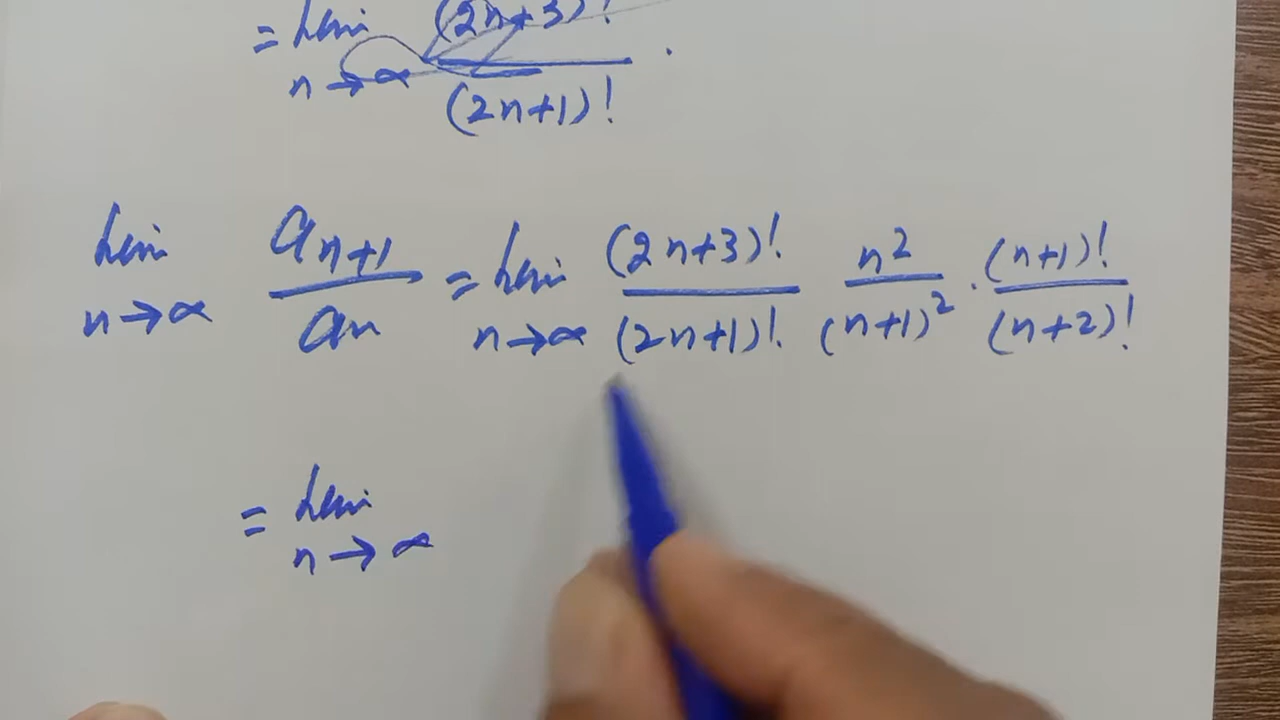 = lim (2n+3)! / (2n+1)! .
n→∞
lim a_{n+1} / a_n = lim (2n+3)! / (2n+1)! n² / (n+1)² · (n+1)! / (n+2)!
n→∞ n→∞
= lim
n→∞